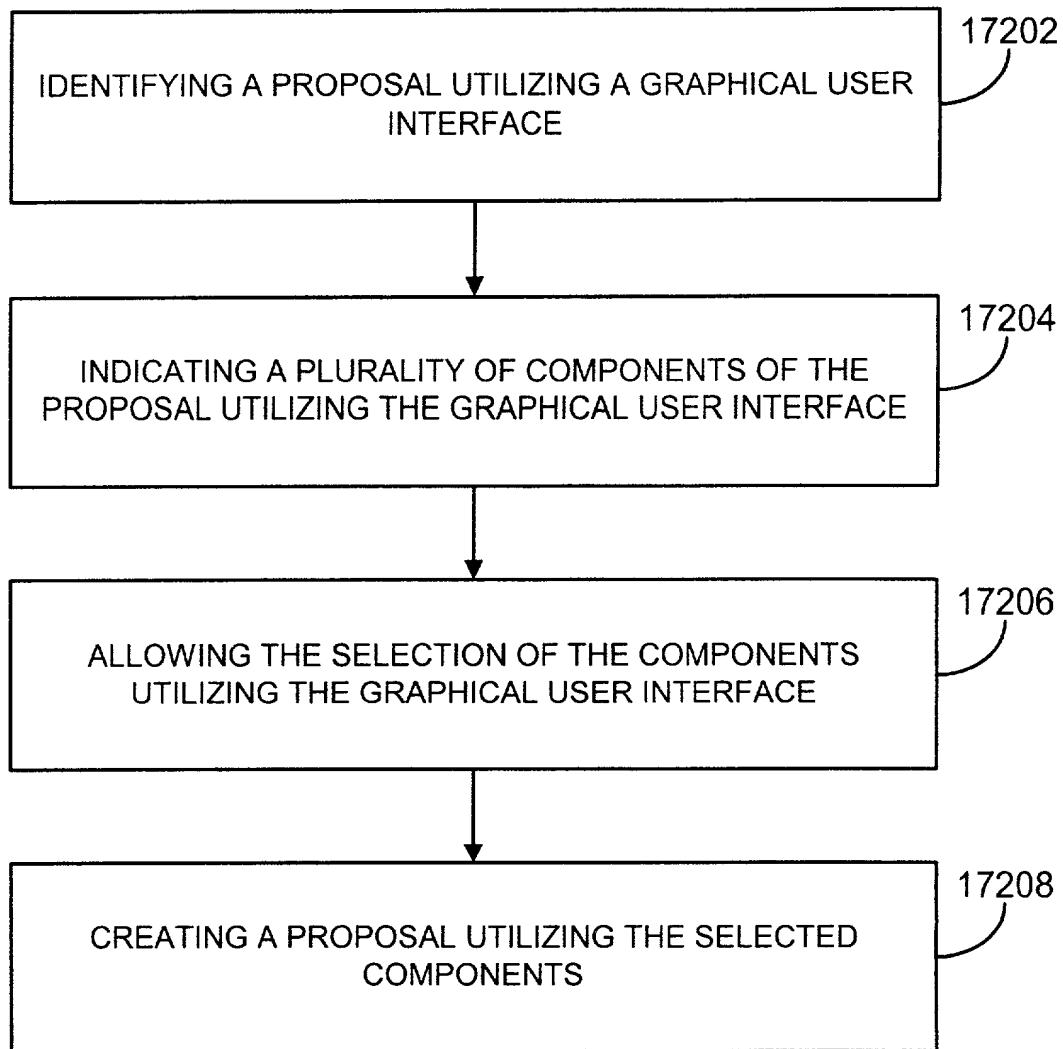 17202
IDENTIFYING A PROPOSAL UTILIZING A GRAPHICAL USER
INTERFACE
17204
INDICATING A PLURALITY OF COMPONENTS OF THE
PROPOSAL UTILIZING THE GRAPHICAL USER INTERFACE
17206
ALLOWING THE SELECTION OF THE COMPONENTS
UTILIZING THE GRAPHICAL USER INTERFACE
17208
CREATING A PROPOSAL UTILIZING THE SELECTED
COMPONENTS